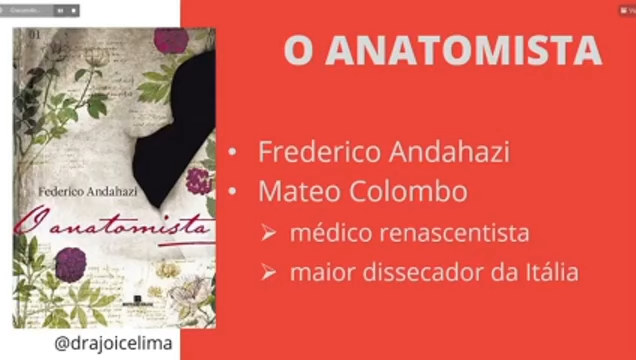 O ANATOMISTA
01
Federico Andahazi
O anatomista
• Frederico Andahazi
• Mateo Colombo
➢ médico renascentista
➢ maior dissecador da Itália
@drajoicelima